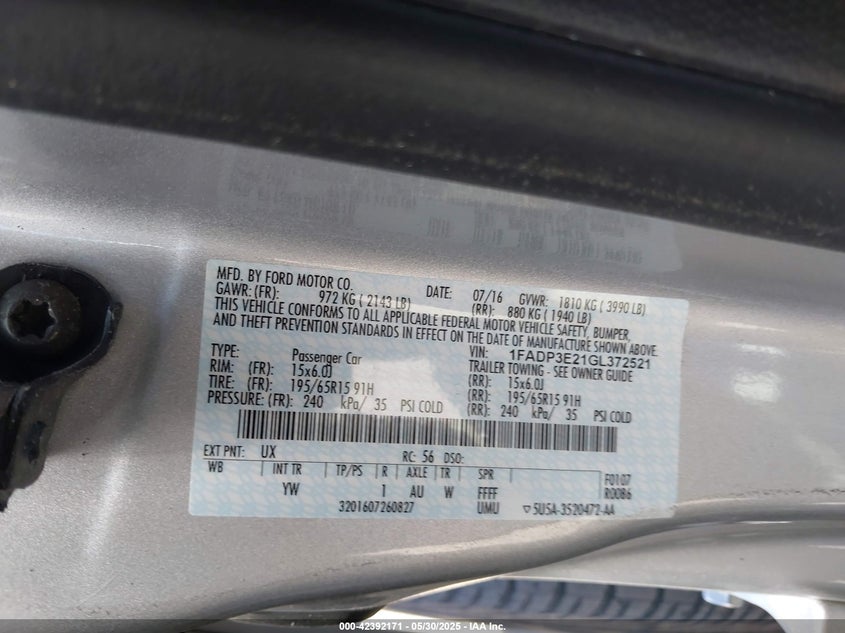 MFD. BY FORD MOTOR CO. DATE: 07/16 GVWR: 1810 KG ( 3990 LB)
GAWR: (FR): 972 KG ( 2143 LB) (RR): 880 KG ( 1940 LB)
THIS VEHICLE CONFORMS TO ALL APPLICABLE FEDERAL MOTOR VEHICLE SAFETY, BUMPER,
AND THEFT PREVENTION STANDARDS IN EFFECT ON THE DATE OF MANUFACTURE SHOWN ABOVE.
VIN: 1FADP3E21GL372521
TYPE: Passenger Car TRAILER TOWING - SEE OWNER GUIDE
RIM: (FR): 15x6.0J (RR): 15x6.0J
TIRE: (FR): 195/65R15 91H (RR): 195/65R15 91H
PRESSURE: (FR): 240 kPa/ 35 PSI COLD (RR): 240 kPa/ 35 PSI COLD
EXT PNT: UX RC: 56 DSO:
WB INT TR TP/PS R AXLE TR SPR F0107
YW 1 AU W FFFF R0086
3201607260827 UMU ▽5U5A-3520472-AA
000-42392171 - 05/30/2025 - IAA Inc.